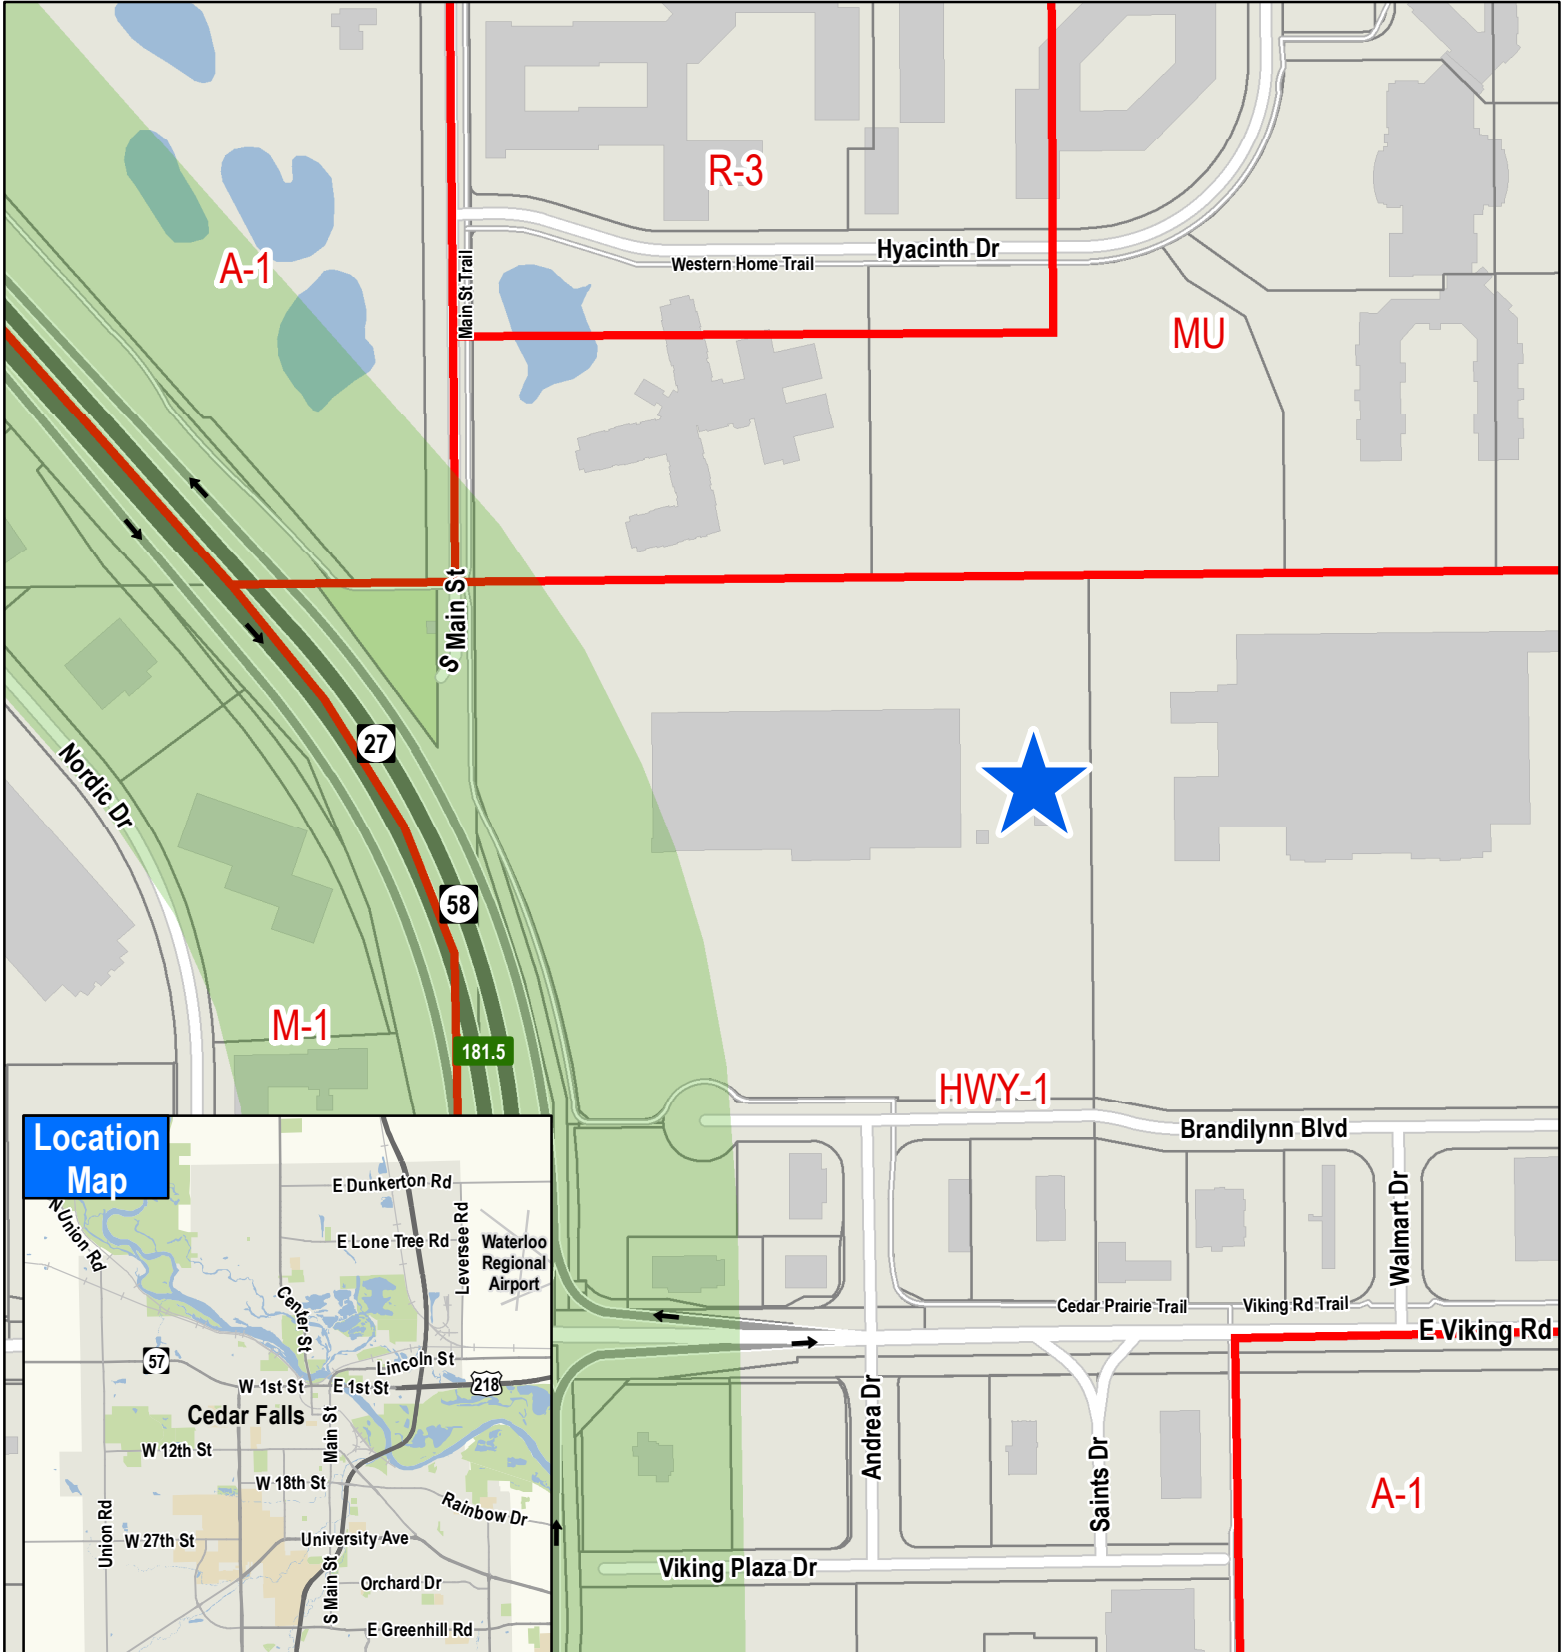 R-3
A-1
Main St Trail
Western Home Trail
Hyacinth Dr
MU
S Main St
27
Nordic Dr
58
M-1
181.5
HWY-1
Brandilynn Blvd
Walmart Dr
Cedar Prairie Trail
Viking Rd Trail
E Viking Rd
Andrea Dr
Saints Dr
A-1
Viking Plaza Dr
Location
Map
N Union Rd
E Dunkerton Rd
E Lone Tree Rd
Leversee Rd
Waterloo
Regional
Airport
Center St
57
Lincoln St
W 1st St
E 1st St
218
Cedar Falls
Main St
W 12th St
W 18th St
Rainbow Dr
Union Rd
W 27th St
University Ave
S Main St
Orchard Dr
E Greenhill Rd